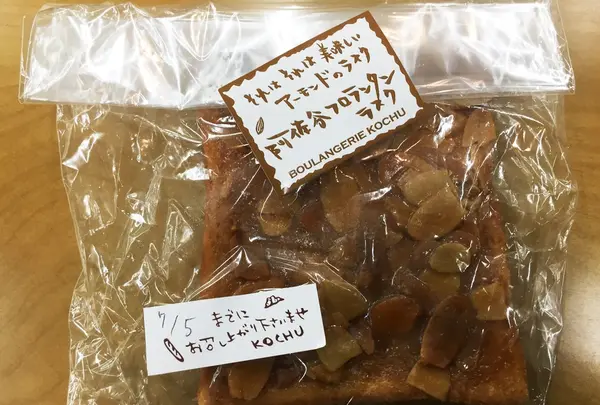 それはそれは美味しい
アーモンドのラスク
阿佐谷フロランタン
ラスク
BOULANGERIE KOCHU
7/5 までに
お召し上がり下さいませ
KOCHU